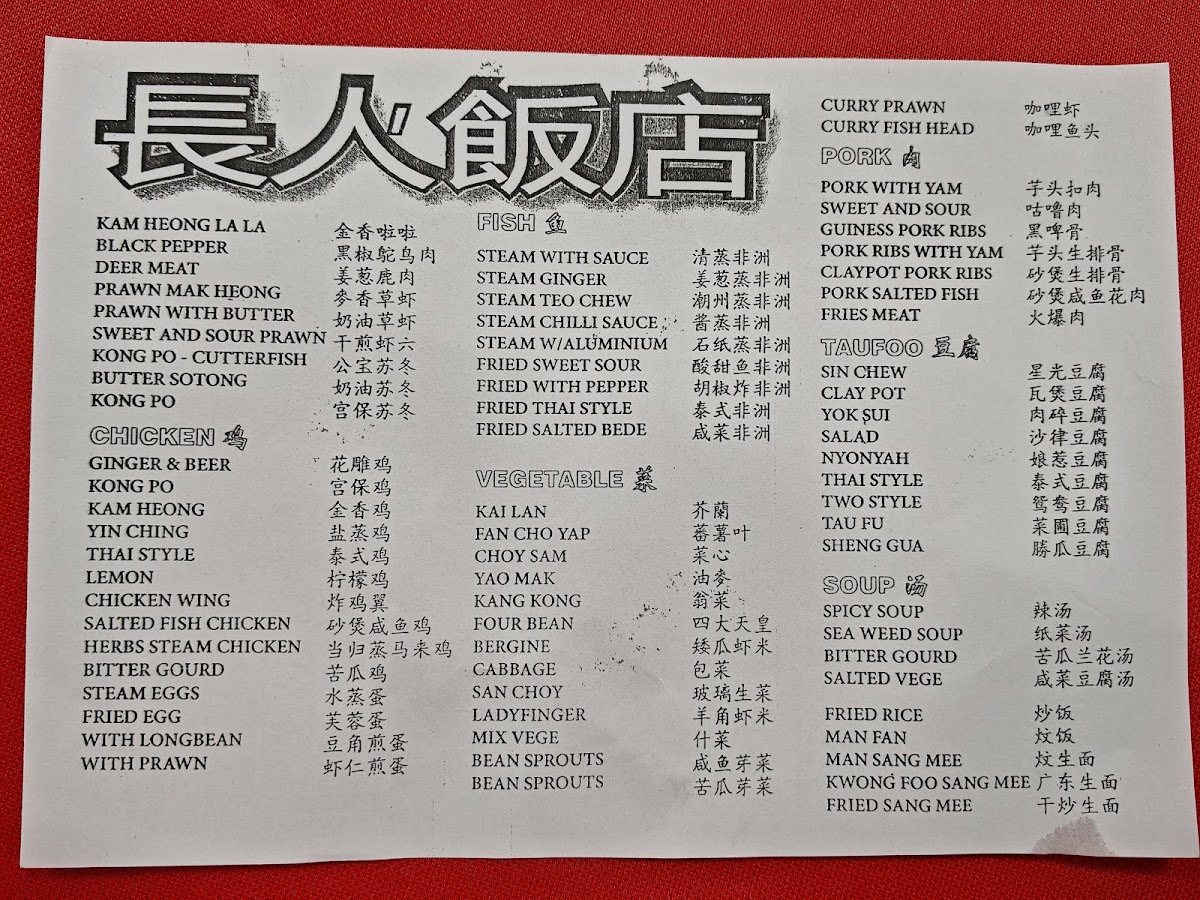 長人飯店
KAM HEONG LA LA 金香啦啦
BLACK PEPPER 黑椒鸵鸟肉
DEER MEAT 姜葱鹿肉
PRAWN MAK HEONG 麥香草虾
PRAWN WITH BUTTER 奶油草虾
SWEET AND SOUR PRAWN 干煎虾六
KONG PO - CUTTERFISH 公宝苏冬
BUTTER SOTONG 奶油苏冬
KONG PO 宫保苏冬
CHICKEN 鸡
GINGER & BEER 花雕鸡
KONG PO 宫保鸡
KAM HEONG 金香鸡
YIN CHING 盐蒸鸡
THAI STYLE 泰式鸡
LEMON 柠檬鸡
CHICKEN WING 炸鸡翼
SALTED FISH CHICKEN 砂煲咸鱼鸡
HERBS STEAM CHICKEN 当归蒸马来鸡
BITTER GOURD 苦瓜鸡
STEAM EGGS 水蒸蛋
FRIED EGG 芙蓉蛋
WITH LONGBEAN 豆角煎蛋
WITH PRAWN 虾仁煎蛋
FISH 鱼
STEAM WITH SAUCE 清蒸非洲
STEAM GINGER 姜葱蒸非洲
STEAM TEO CHEW 潮州蒸非洲
STEAM CHILLI SAUCE 酱蒸非洲
STEAM W/ALUMINIUM 石纸蒸非洲
FRIED SWEET SOUR 酸甜鱼非洲
FRIED WITH PEPPER 胡椒炸非洲
FRIED THAI STYLE 泰式非洲
FRIED SALTED BEDE 咸菜非洲
VEGETABLE 菜
KAI LAN 芥蘭
FAN CHO YAP 蕃薯叶
CHOY SAM 菜心
YAO MAK 油麥
KANG KONG 翁菜
FOUR BEAN 四大天皇
BERGINE 矮瓜虾米
CABBAGE 包菜
SAN CHOY 玻璃生菜
LADYFINGER 羊角虾米
MIX VEGE 什菜
BEAN SPROUTS 咸鱼芽菜
BEAN SPROUTS 苦瓜芽菜
CURRY PRAWN 咖哩虾
CURRY FISH HEAD 咖哩鱼头
PORK 肉
PORK WITH YAM 芋头扣肉
SWEET AND SOUR 咕噜肉
GUINESS PORK RIBS 黑啤骨
PORK RIBS WITH YAM 芋头生排骨
CLAYPOT PORK RIBS 砂煲生排骨
PORK SALTED FISH 砂煲咸鱼花肉
FRIES MEAT 火爆肉
TAUFOO 豆腐
SIN CHEW 星光豆腐
CLAY POT 瓦煲豆腐
YOK SUI 肉碎豆腐
SALAD 沙律豆腐
NYONYAH 娘惹豆腐
THAI STYLE 泰式豆腐
TWO STYLE 鸳鸯豆腐
TAU FU 菜圃豆腐
SHENG GUA 勝瓜豆腐
SOUP 汤
SPICY SOUP 辣汤
SEA WEED SOUP 纸菜汤
BITTER GOURD 苦瓜兰花汤
SALTED VEGE 咸菜豆腐汤
FRIED RICE 炒饭
MAN FAN 炆饭
MAN SANG MEE 炆生面
KWONG FOO SANG MEE 广东生面
FRIED SANG MEE 干炒生面